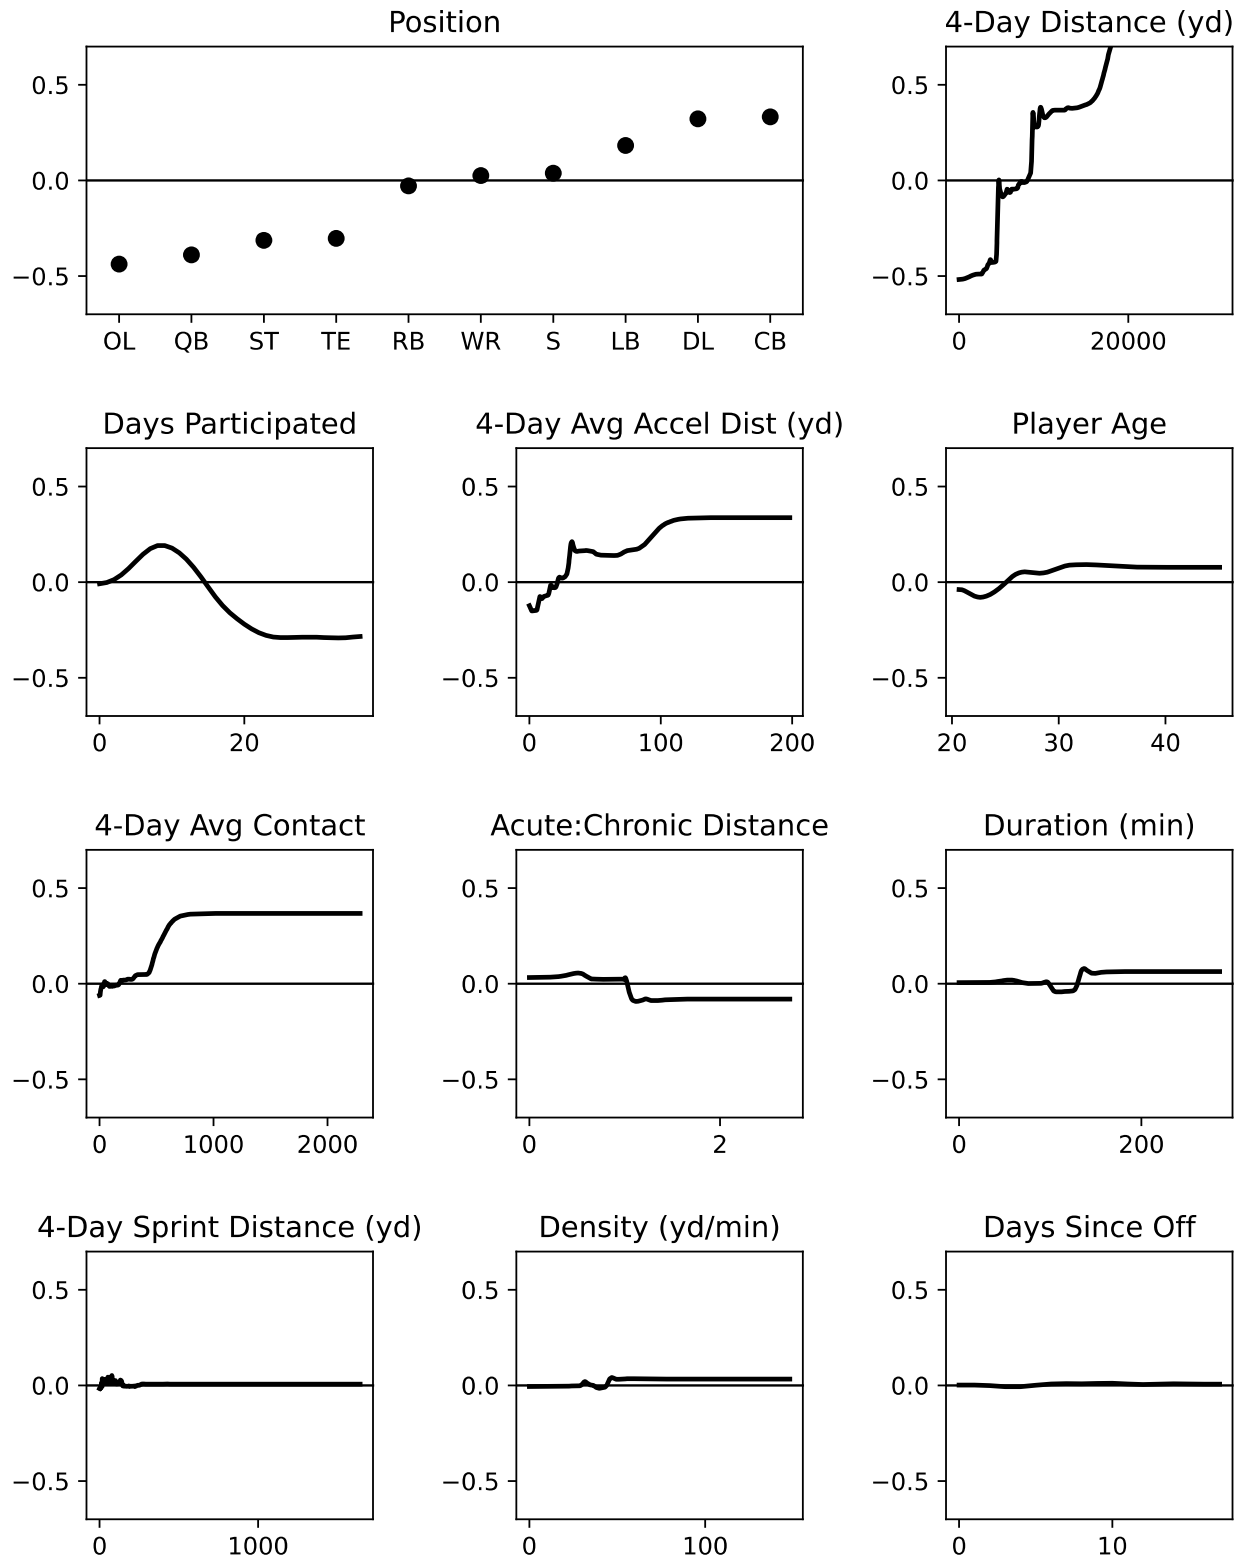 Position
4-Day Distance (yd)
0.5
0.0
−0.5
OL QB ST TE RB WR S LB DL CB
0.5
0.0
−0.5
0 20000
Days Participated
4-Day Avg Accel Dist (yd)
Player Age
0.5
0.0
−0.5
0 20
0.5
0.0
−0.5
0 100 200
0.5
0.0
−0.5
20 30 40
4-Day Avg Contact
Acute:Chronic Distance
Duration (min)
0.5
0.0
−0.5
0 1000 2000
0.5
0.0
−0.5
0 2
0.5
0.0
−0.5
0 200
4-Day Sprint Distance (yd)
Density (yd/min)
Days Since Off
0.5
0.0
−0.5
0 1000
0.5
0.0
−0.5
0 100
0.5
0.0
−0.5
0 10